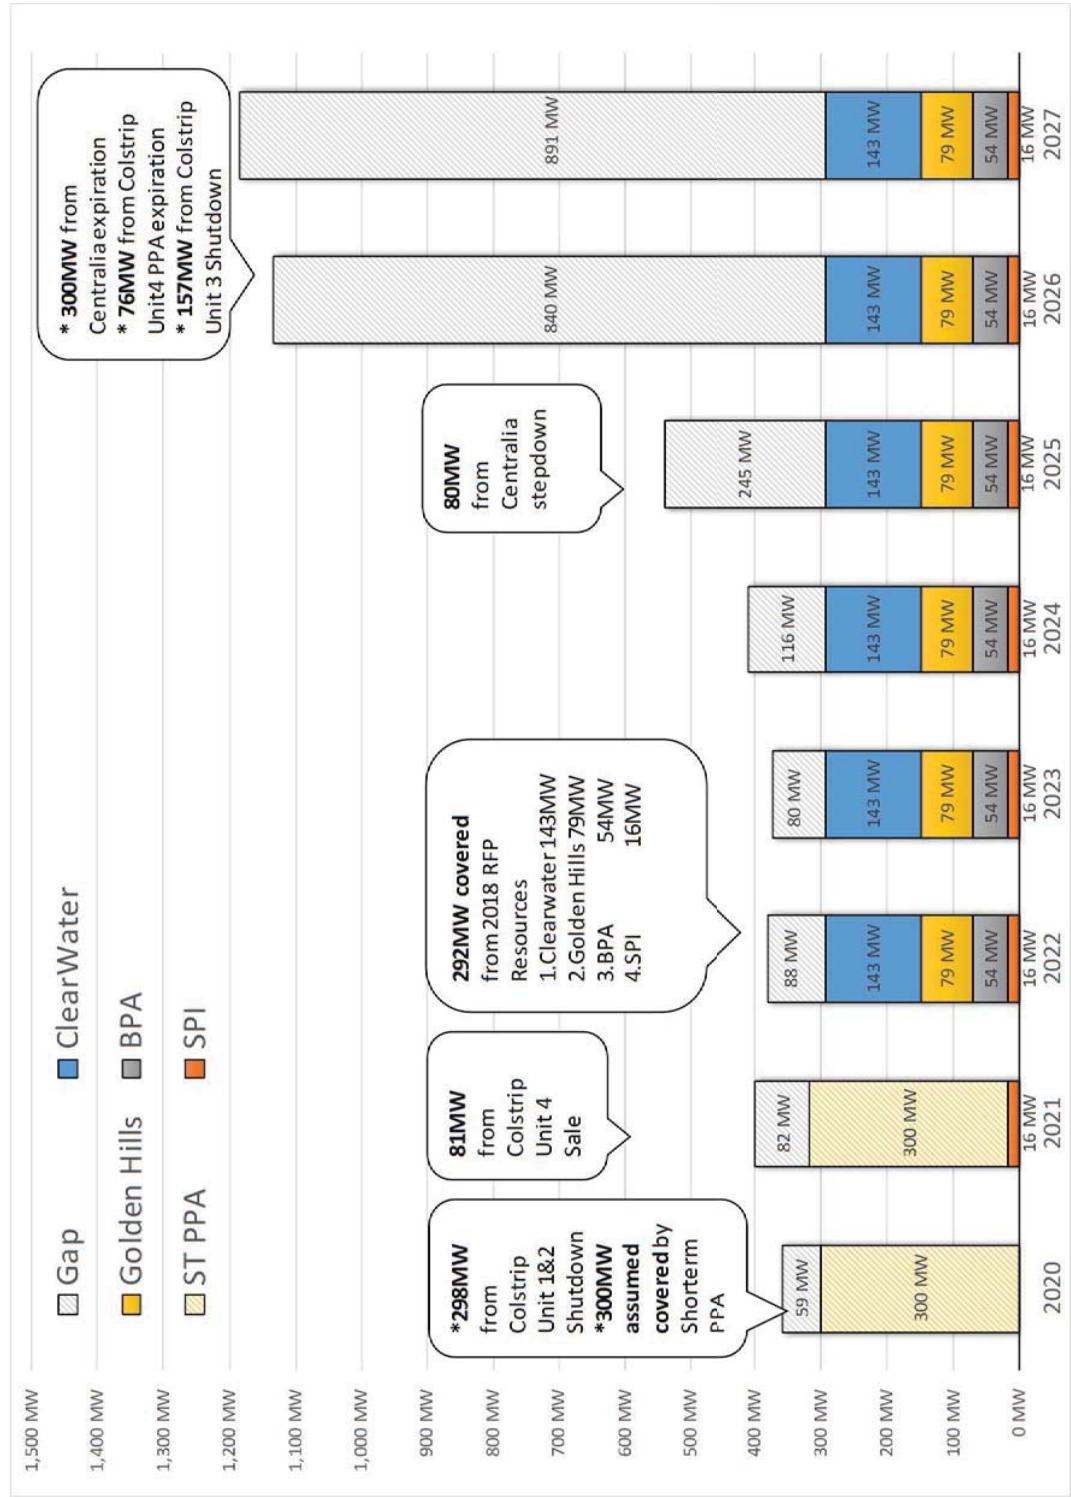 1,500 MW
1,400 MW
1,300 MW
1,200 MW
1,100 MW
1,000 MW
900 MW
800 MW
700 MW
600 MW
500 MW
400 MW
300 MW
200 MW
100 MW
0 MW
Gap
ClearWater
Golden Hills
BPA
ST PPA
SPI
*298MW
from
Colstrip
Unit 1&2
Shutdown
*300MW
assumed
covered by
Shorterm
PPA
59 MW
300 MW
2020
81MW
from
Colstrip
Unit 4
Sale
82 MW
300 MW
16 MW
2021
292MW covered
from 2018 RFP
Resources
1.Clearwater 143MW
2.Golden Hills 79MW
3.BPA 54MW
4.SPI 16MW
88 MW
143 MW
79 MW
54 MW
16 MW
2022
80 MW
143 MW
79 MW
54 MW
16 MW
2023
116 MW
143 MW
79 MW
54 MW
16 MW
2024
80MW
from
Centralia
stepdown
245 MW
143 MW
79 MW
54 MW
16 MW
2025
* 300MW from
Centralia expiration
* 76MW from Colstrip
Unit4 PPA expiration
* 157MW from Colstrip
Unit 3 Shutdown
840 MW
143 MW
79 MW
54 MW
16 MW
2026
891 MW
143 MW
79 MW
54 MW
16 MW
2027